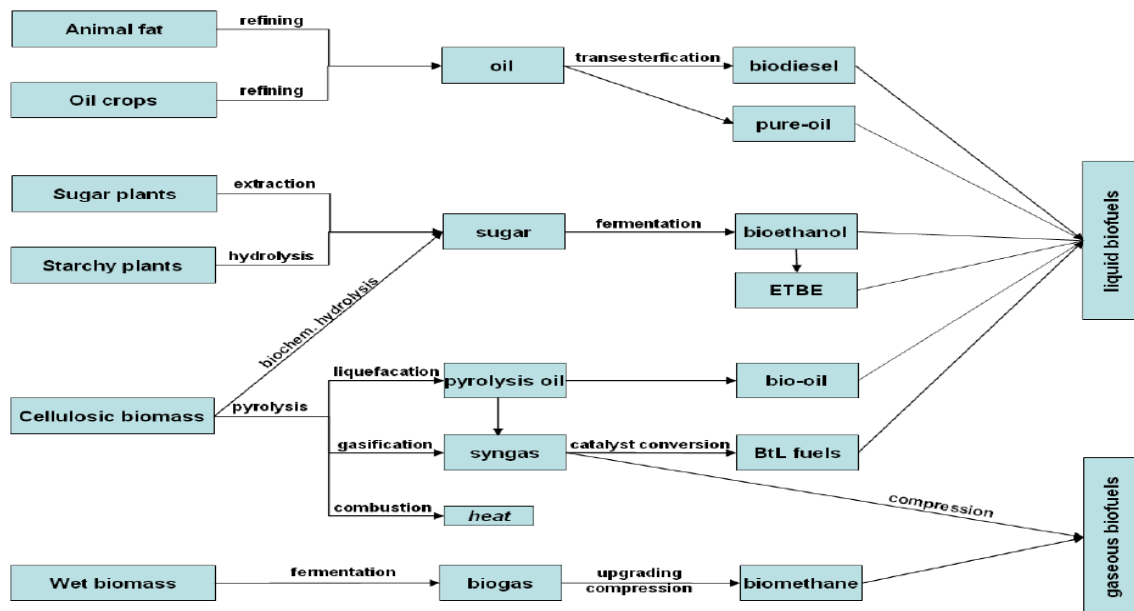 Animal fat
refining
oil
transesterfication
biodiesel
Oil crops
refining
pure-oil
Sugar plants
extraction
sugar
fermentation
bioethanol
Starchy plants
hydrolysis
ETBE
liquid biofuels
biochem. hydrolysis
Cellulosic biomass
pyrolysis
liquefacation
pyrolysis oil
bio-oil
gasification
syngas
catalyst conversion
BtL fuels
compression
combustion
heat
gaseous biofuels
Wet biomass
fermentation
biogas
upgrading
compression
biomethane